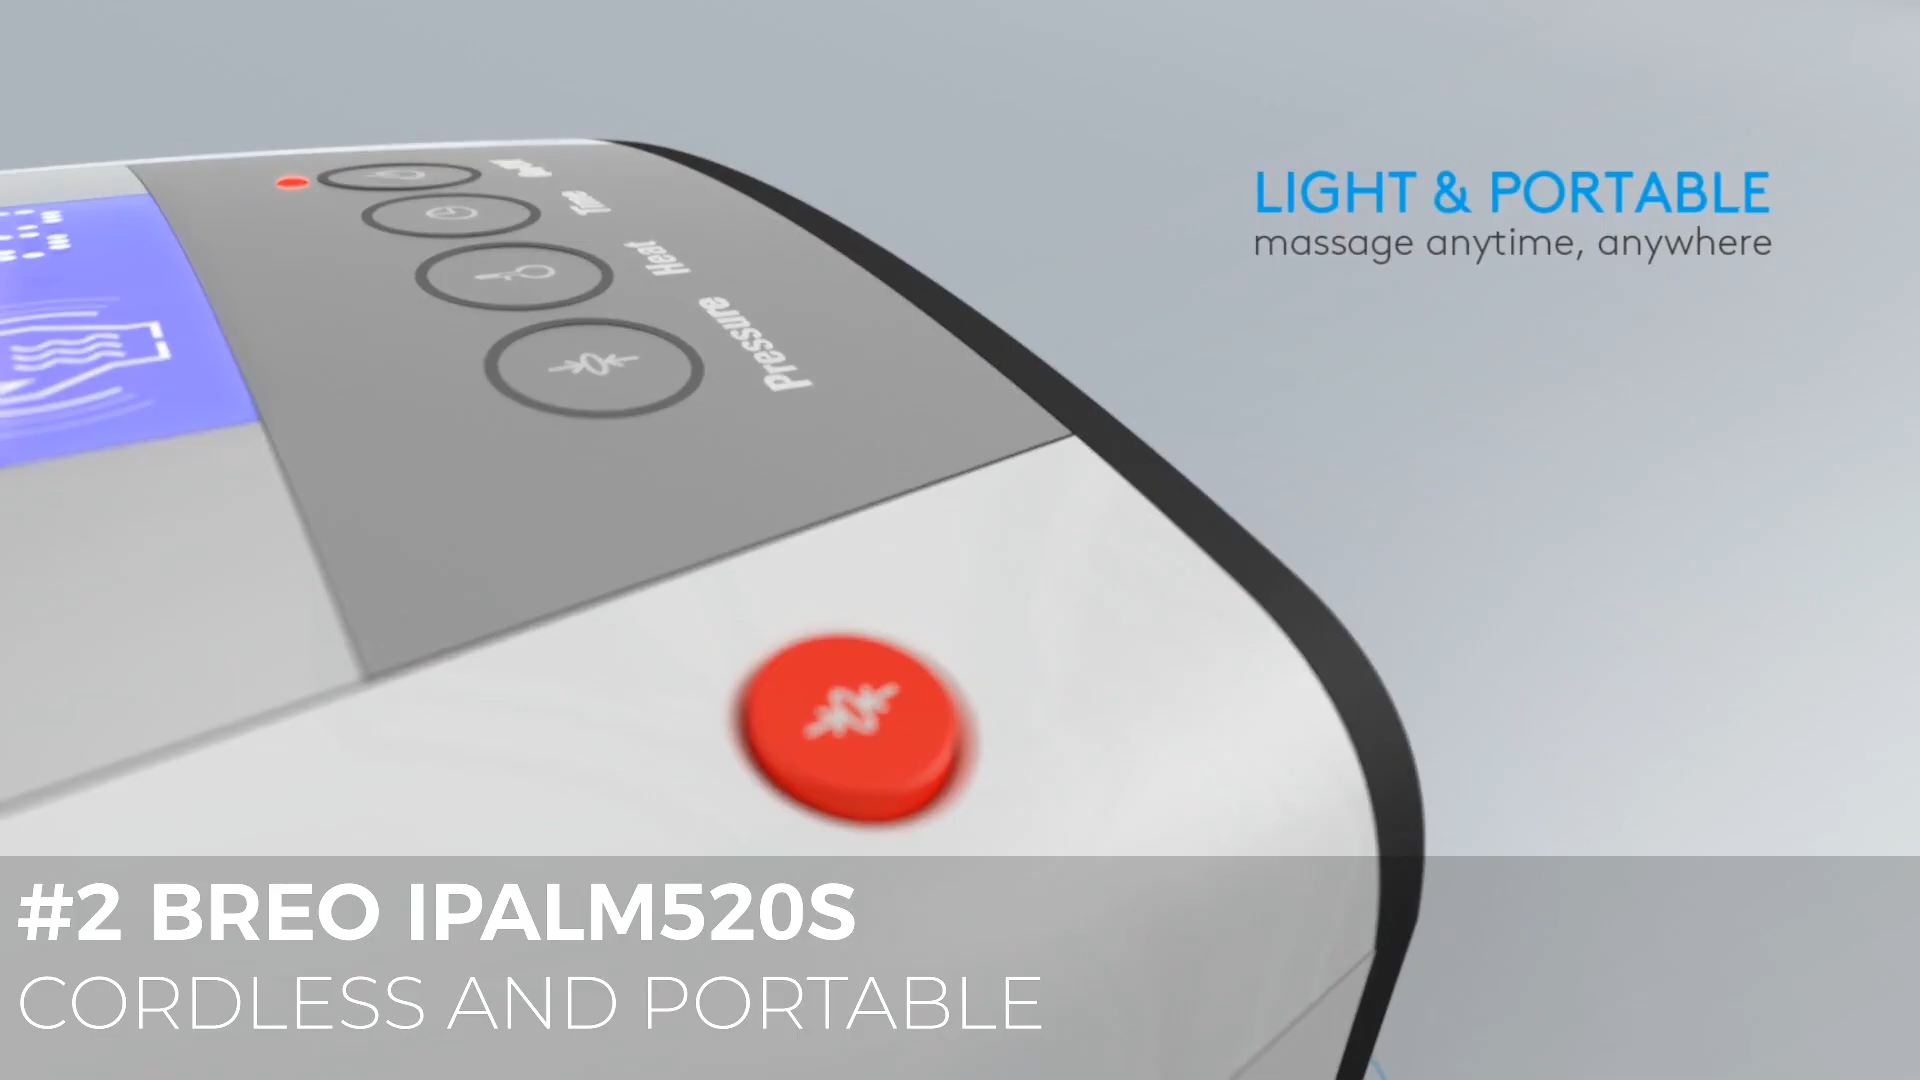 LIGHT & PORTABLE
massage anytime, anywhere
Time
Heat
Pressure
#2 BREO IPALM520S
CORDLESS AND PORTABLE